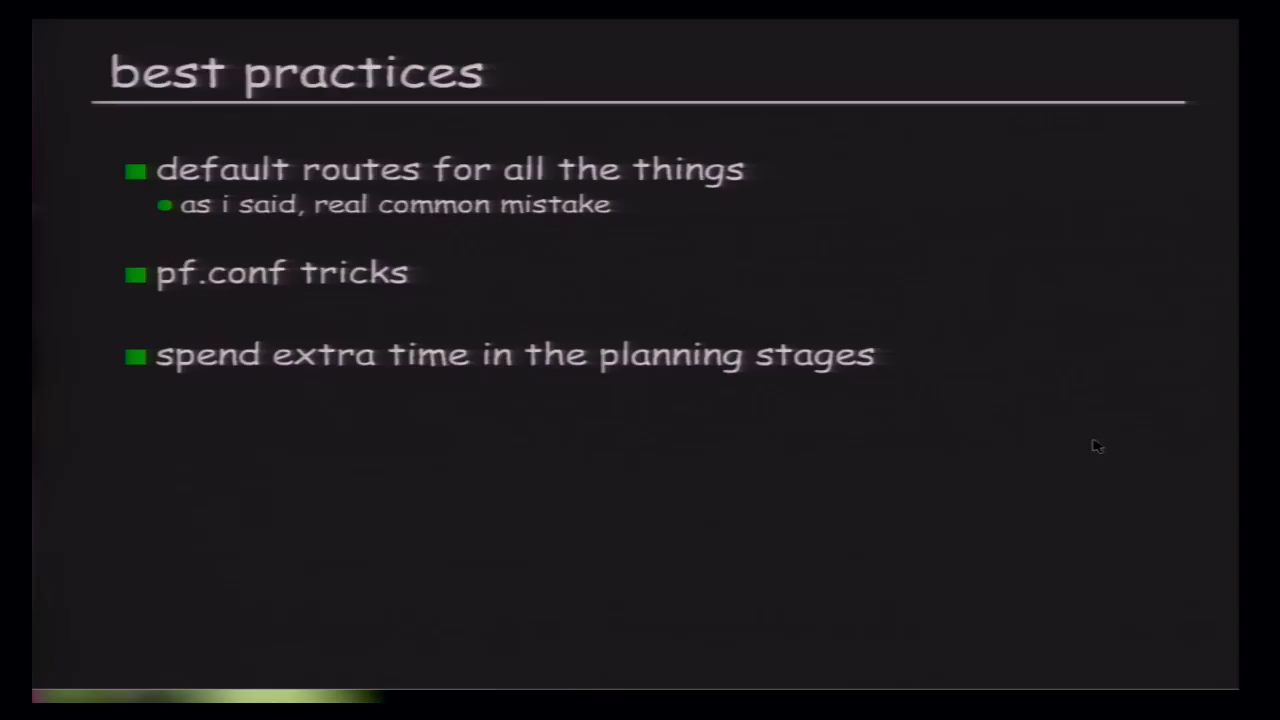 best practices
default routes for all the things
as i said, real common mistake
pf.conf tricks
spend extra time in the planning stages